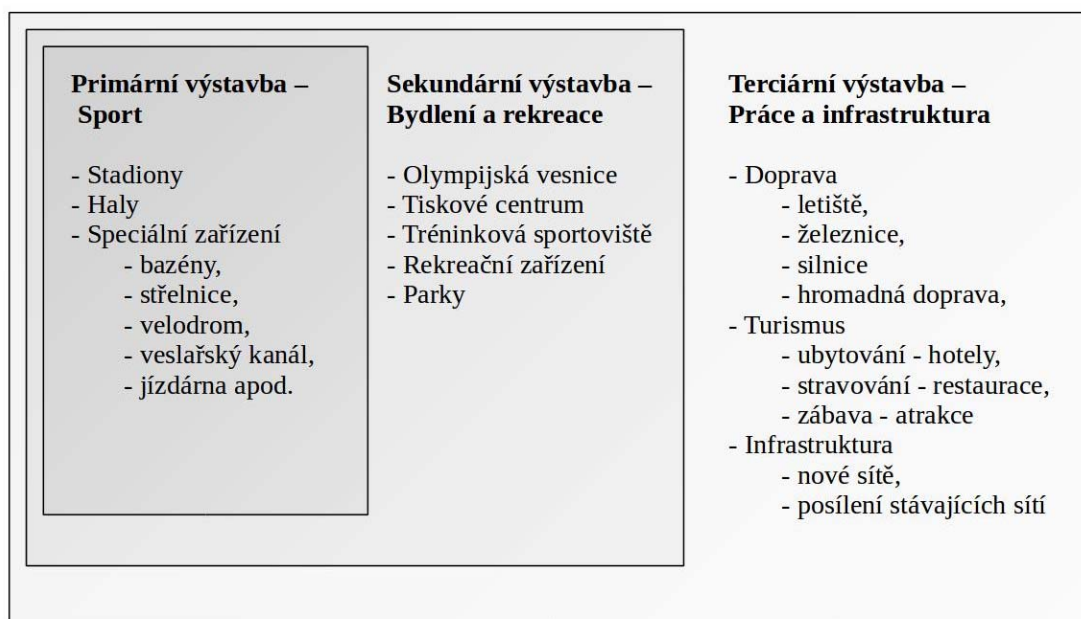 Primární výstavba –
Sport
- Stadiony
- Haly
- Speciální zařízení
- bazény,
- střelnice,
- velodrom,
- veslařský kanál,
- jízdárna apod.
Sekundární výstavba –
Bydlení a rekreace
- Olympijská vesnice
- Tiskové centrum
- Tréninková sportoviště
- Rekreační zařízení
- Parky
Terciární výstavba –
Práce a infrastruktura
- Doprava
- letiště,
- železnice,
- silnice
- hromadná doprava,
- Turismus
- ubytování - hotely,
- stravování - restaurace,
- zábava - atrakce
- Infrastruktura
- nové sítě,
- posílení stávajících sítí